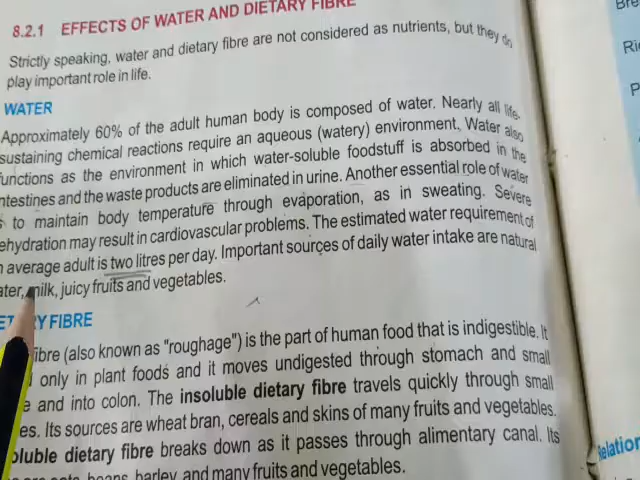 8.2.1 EFFECTS OF WATER AND DIETARY FIBRE
Strictly speaking, water and dietary fibre are not considered as nutrients, but they do
play important role in life.
WATER
Approximately 60% of the adult human body is composed of water. Nearly all life-
sustaining chemical reactions require an aqueous (watery) environment. Water also
functions as the environment in which water-soluble foodstuff is absorbed in the
ntestines and the waste products are eliminated in urine. Another essential role of water
s to maintain body temperature through evaporation, as in sweating. Severe
ehydration may result in cardiovascular problems. The estimated water requirement of
n average adult is two litres per day. Important sources of daily water intake are natural
ater, milk, juicy fruits and vegetables.
ET RY FIBRE
ibre (also known as "roughage") is the part of human food that is indigestible. It
only in plant foods and it moves undigested through stomach and small
e and into colon. The insoluble dietary fibre travels quickly through small
es. Its sources are wheat bran, cereals and skins of many fruits and vegetables.
oluble dietary fibre breaks down as it passes through alimentary canal. Its
beans, barley and many fruits and vegetables.
Bre
Ri
P
Relation